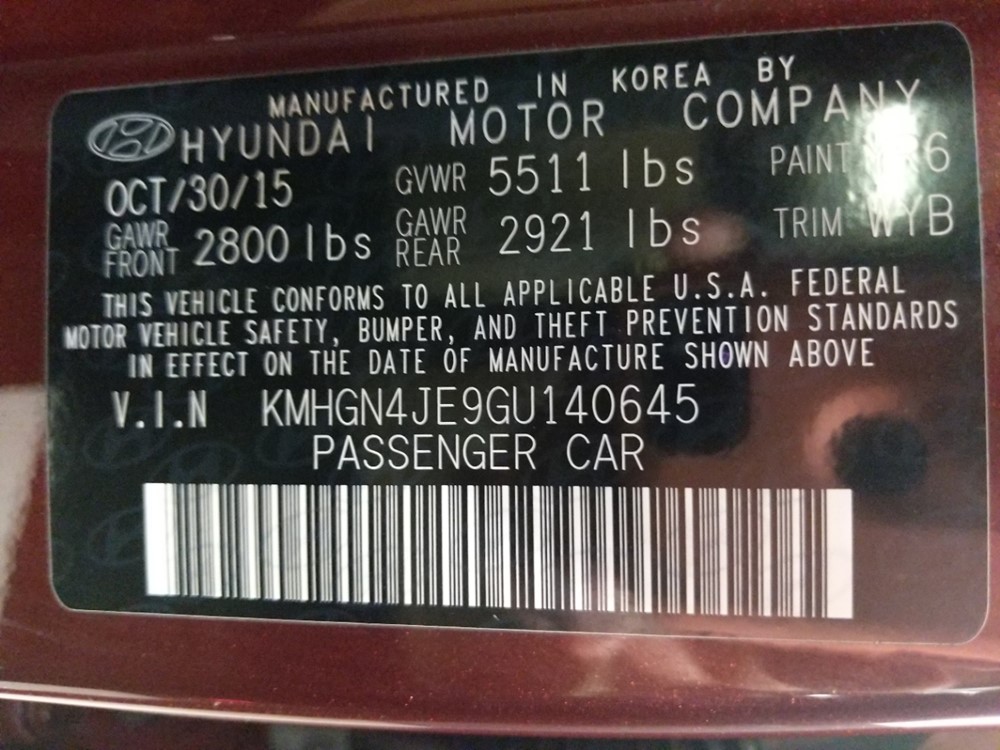 MANUFACTURED IN KOREA BY
HYUNDAI MOTOR COMPANY
OCT/30/15 GVWR 5511 lbs PAINT
GAWR FRONT 2800 lbs GAWR REAR 2921 lbs TRIM WYB
THIS VEHICLE CONFORMS TO ALL APPLICABLE U.S.A. FEDERAL
MOTOR VEHICLE SAFETY, BUMPER, AND THEFT PREVENTION STANDARDS
IN EFFECT ON THE DATE OF MANUFACTURE SHOWN ABOVE
V.I.N KMHGN4JE9GU140645
PASSENGER CAR